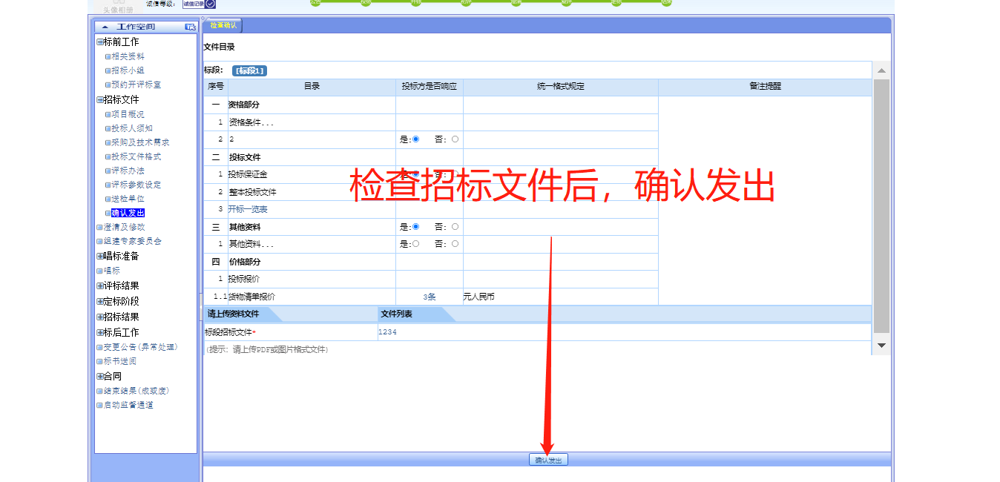 头像相册
诚信等级:
诚信记录
工作空间
标前工作
相关资料
招标小组
预约开评标室
招标文件
项目概况
投标人须知
采购及技术需求
投标文件格式
评标办法
评标参数设定
送检单位
确认发出
澄清及修改
组建专家委员会
唱标准备
唱标
评标结果
定标阶段
招标结果
标后工作
变更公告(异常处理)
标书送阅
合同
结束结果(成或废)
启动监督通道
检查确认
文件目录
标段: [标段1]
序号 目录 投标方是否响应 统一格式规定 备注提醒
一 资格部分
1 资格条件...
2 2 是: 否:
二 投标文件
1 投标保证金
2 整本投标文件
3 开标一览表
三 其他资料 是: 否:
1 其他资料... 是: 否:
四 价格部分
1 投标报价
1.1 货物清单报价 3条 元人民币
请上传资料文件 文件列表
标段招标文件* 1234
(提示: 请上传PDF或图片格式文件)
检查招标文件后，确认发出
确认发出